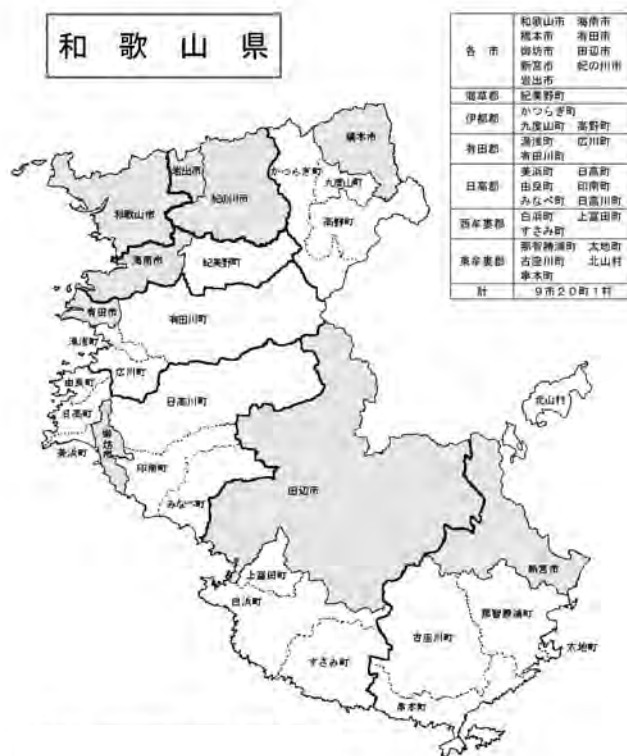 和歌山県
各市
和歌山市 海南市
橋本市 有田市
御坊市 田辺市
新宮市 紀の川市
岩出市
海草郡 紀美野町
伊都郡
かつらぎ町
九度山町 高野町
有田郡
湯浅町 広川町
有田川町
日高郡
美浜町 日高町
由良町 印南町
みなべ町 日高川町
西牟婁郡
白浜町 上富田町
すさみ町
東牟婁郡
那智勝浦町 太地町
古座川町 北山村
串本町
計 9市20町1村
橋本市
岩出市
かつらぎ町
九度山町
紀の川市
和歌山市
高野町
海南市
紀美野町
有田市
有田川町
湯浅町
広川町
由良町
日高川町
北山村
日高町
御坊市
美浜町
印南町
田辺市
みなべ町
新宮市
上富田町
白浜町
那智勝浦町
古座川町
太地町
すさみ町
串本町